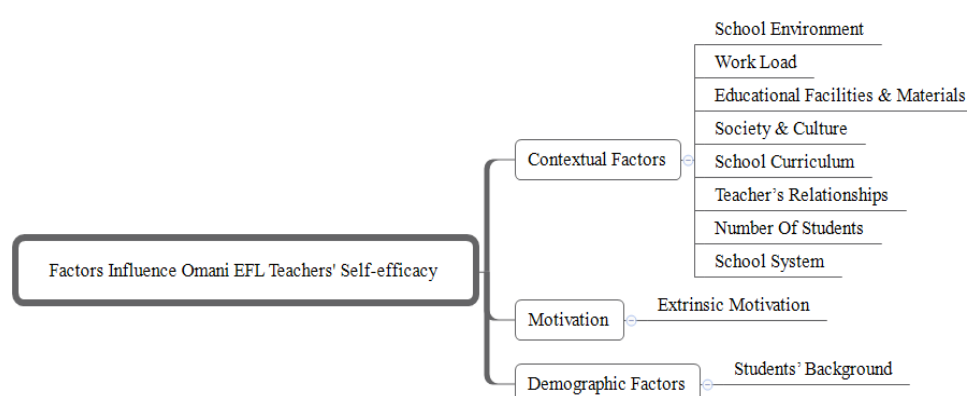 School Environment
Work Load
Educational Facilities & Materials
Society & Culture
Contextual Factors
School Curriculum
Teacher's Relationships
Number Of Students
School System
Factors Influence Omani EFL Teachers' Self-efficacy
Motivation
Extrinsic Motivation
Demographic Factors
Students' Background